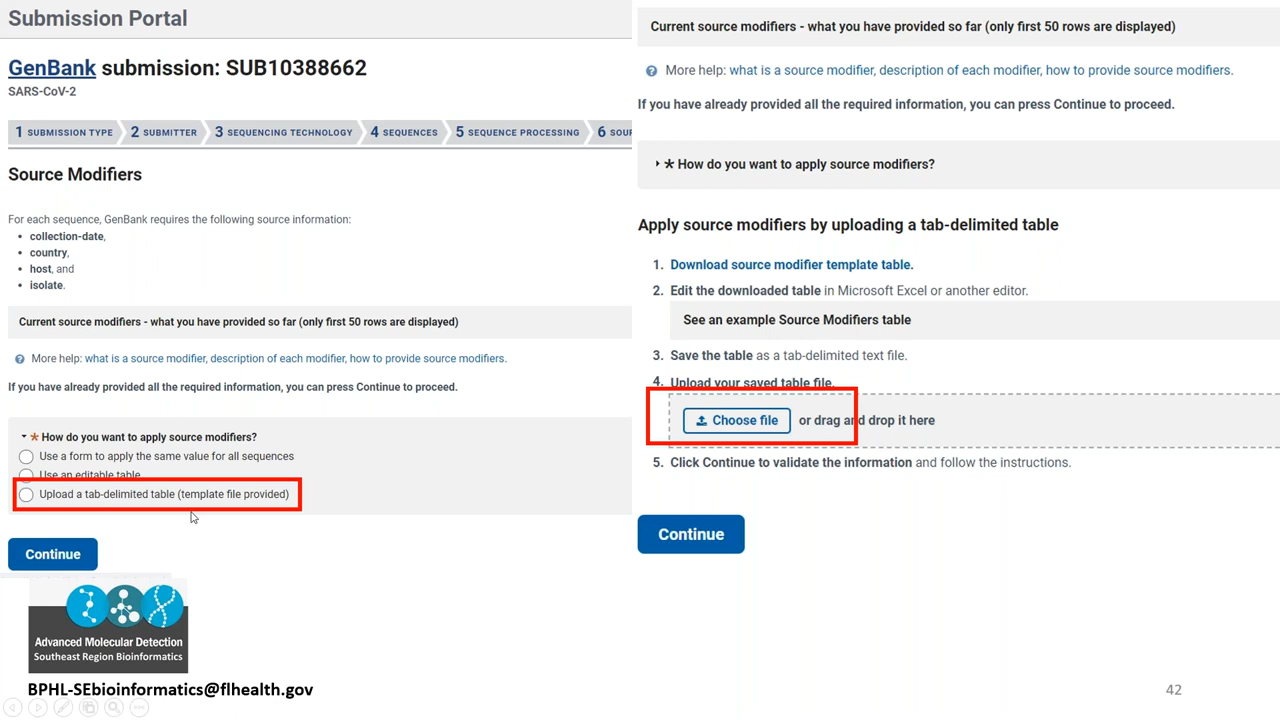 Submission Portal
GenBank submission: SUB10388662
SARS-CoV-2
1 SUBMISSION TYPE 2 SUBMITTER 3 SEQUENCING TECHNOLOGY 4 SEQUENCES 5 SEQUENCE PROCESSING 6 SOUR
Source Modifiers
For each sequence, GenBank requires the following source information:
• collection-date,
• country,
• host, and
• isolate.
Current source modifiers - what you have provided so far (only first 50 rows are displayed)
More help: what is a source modifier, description of each modifier, how to provide source modifiers.
If you have already provided all the required information, you can press Continue to proceed.
* How do you want to apply source modifiers?
Use a form to apply the same value for all sequences
Use an editable table
Upload a tab-delimited table (template file provided)
Continue
Advanced Molecular Detection
Southeast Region Bioinformatics
BPHL-SEbioinformatics@flhealth.gov
Current source modifiers - what you have provided so far (only first 50 rows are displayed)
More help: what is a source modifier, description of each modifier, how to provide source modifiers.
If you have already provided all the required information, you can press Continue to proceed.
* How do you want to apply source modifiers?
Apply source modifiers by uploading a tab-delimited table
1. Download source modifier template table.
2. Edit the downloaded table in Microsoft Excel or another editor.
See an example Source Modifiers table
3. Save the table as a tab-delimited text file.
4. Upload your saved table file.
Choose file or drag and drop it here
5. Click Continue to validate the information and follow the instructions.
Continue
42